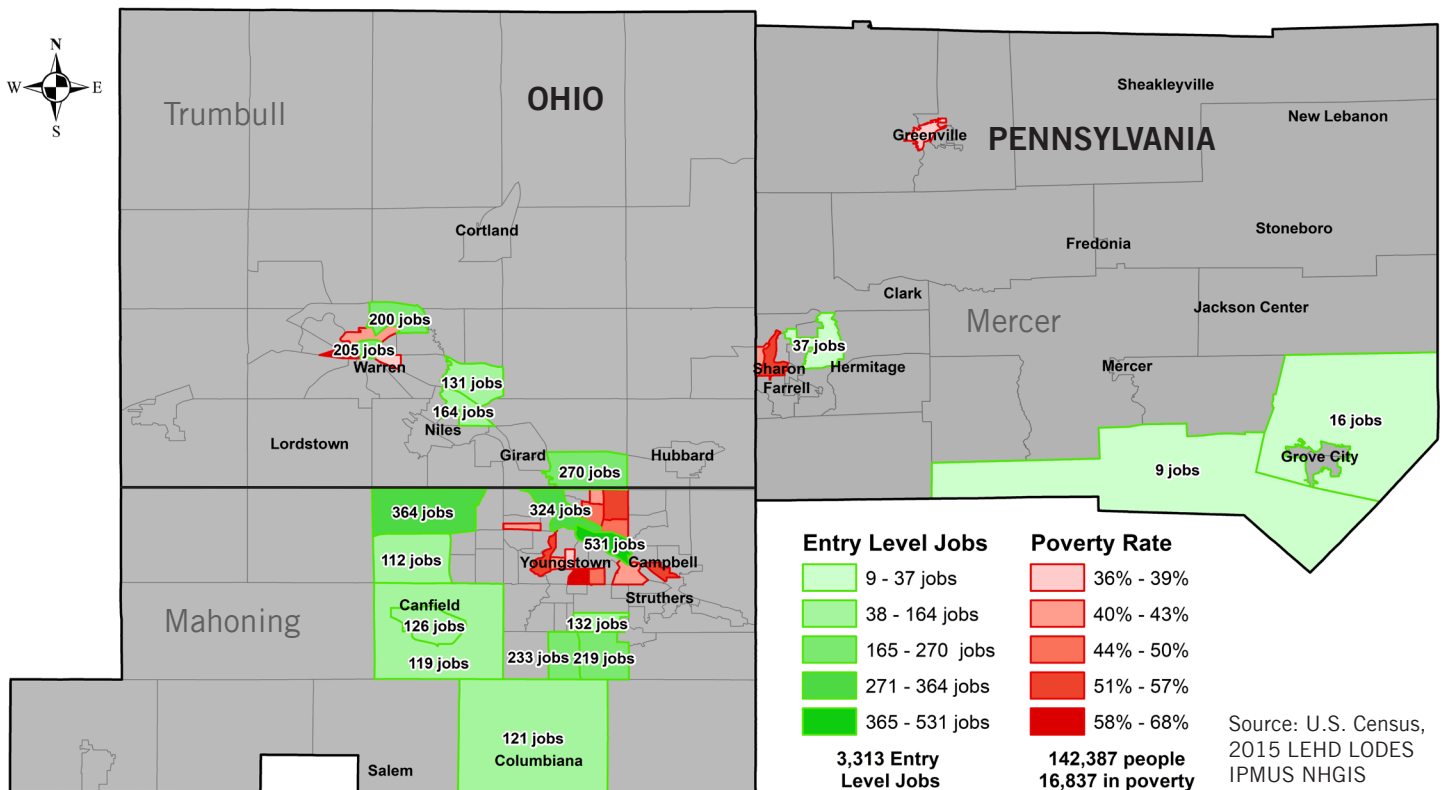 N
W E
S
Trumbull
OHIO
Cortland
200 jobs
205 jobs
Warren
131 jobs
164 jobs
Niles
Lordstown
Girard
Hubbard
270 jobs
364 jobs
324 jobs
531 jobs
112 jobs
Youngstown
Campbell
Struthers
Mahoning
Canfield
126 jobs
132 jobs
119 jobs
233 jobs
219 jobs
121 jobs
Columbiana
Salem
Sheakleyville
New Lebanon
Greenville
PENNSYLVANIA
Stoneboro
Fredonia
Clark
Jackson Center
Mercer
37 jobs
Sharon
Hermitage
Mercer
Farrell
16 jobs
Grove City
9 jobs
Entry Level Jobs
9 - 37 jobs
38 - 164 jobs
165 - 270 jobs
271 - 364 jobs
365 - 531 jobs
3,313 Entry
Level Jobs
Poverty Rate
36% - 39%
40% - 43%
44% - 50%
51% - 57%
58% - 68%
142,387 people
16,837 in poverty
Source: U.S. Census,
2015 LEHD LODES
IPMUS NHGIS